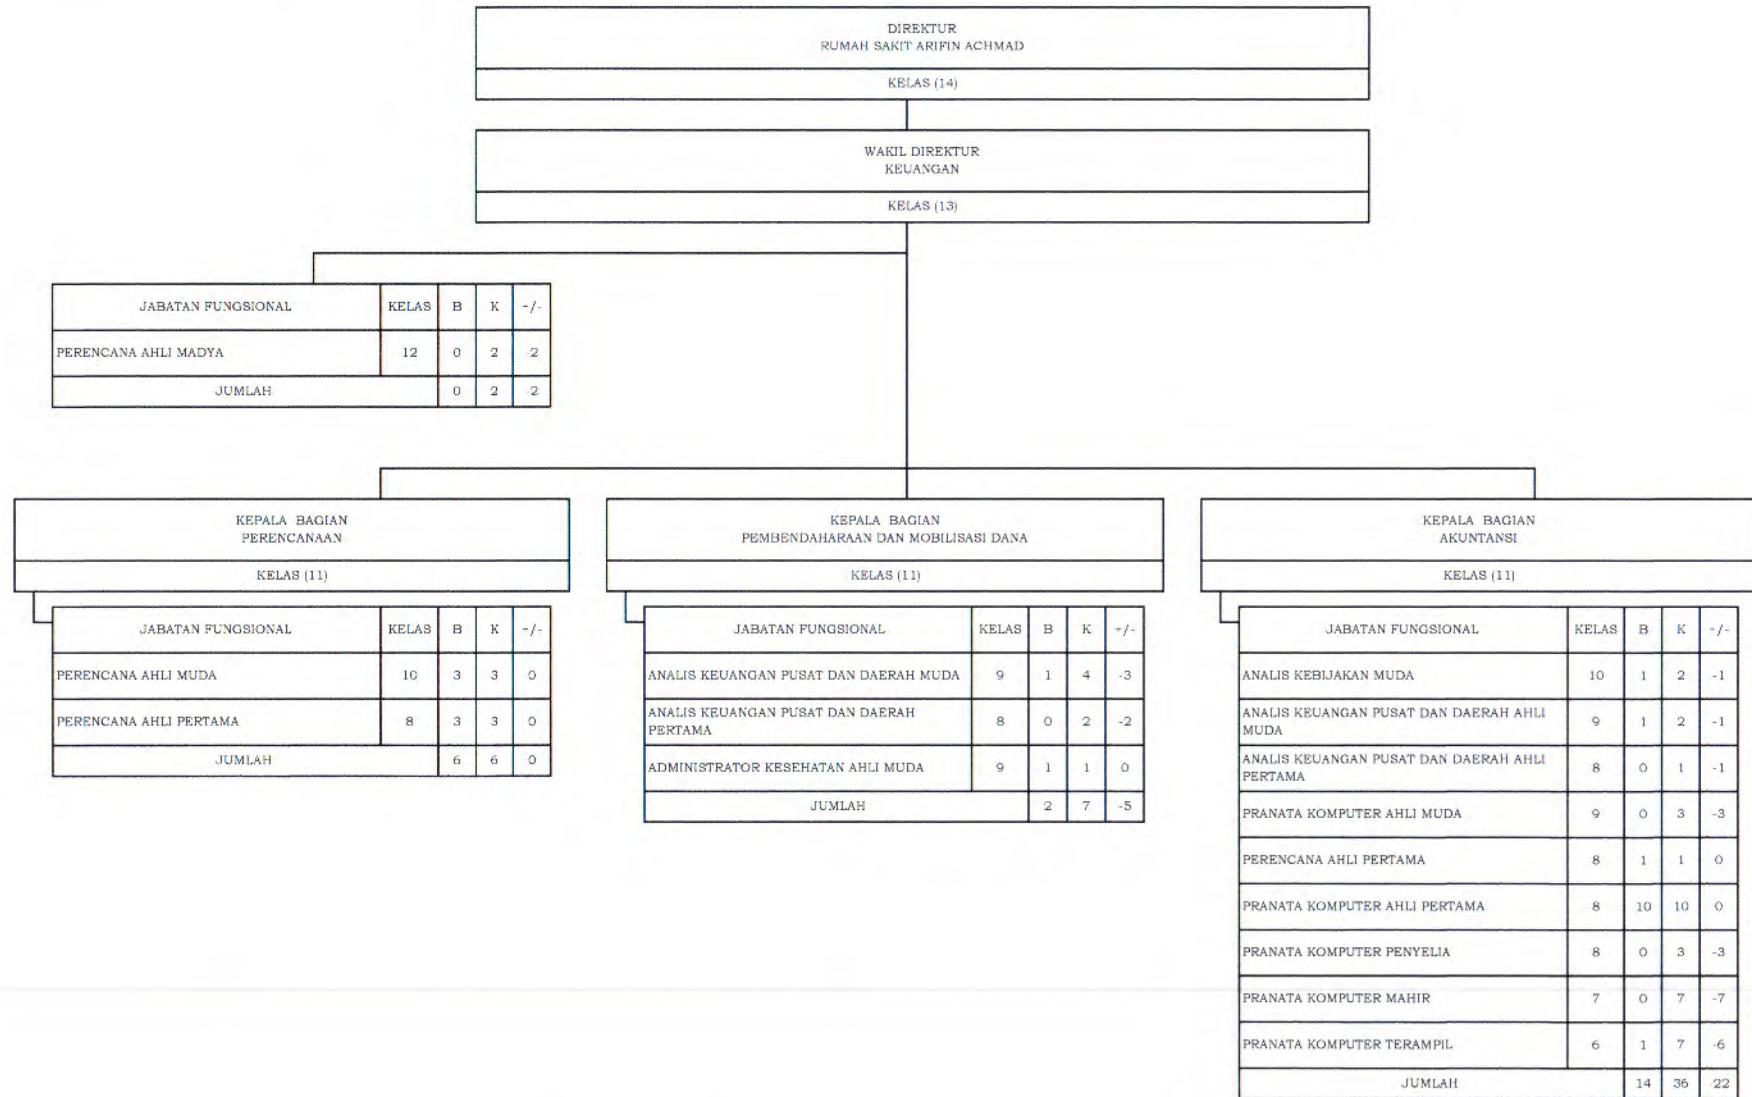 DIREKTUR
RUMAH SAKIT ARIFIN ACHMAD
KELAS (14)
WAKIL DIREKTUR
KEUANGAN
KELAS (13)
JABATAN FUNGSIONAL KELAS B K +/-
PERENCANA AHLI MADYA 12 0 2 -2
JUMLAH 0 2 -2
KEPALA BAGIAN
PERENCANAAN
KELAS (11)
JABATAN FUNGSIONAL KELAS B K +/-
PERENCANA AHLI MUDA 10 3 3 0
PERENCANA AHLI PERTAMA 8 3 3 0
JUMLAH 6 6 0
KEPALA BAGIAN
PEMBENDAHARAAN DAN MOBILISASI DANA
KELAS (11)
JABATAN FUNGSIONAL KELAS B K +/-
ANALIS KEUANGAN PUSAT DAN DAERAH MUDA 9 1 4 -3
ANALIS KEUANGAN PUSAT DAN DAERAH
PERTAMA 8 0 2 -2
ADMINISTRATOR KESEHATAN AHLI MUDA 9 1 1 0
JUMLAH 2 7 -5
KEPALA BAGIAN
AKUNTANSI
KELAS (11)
JABATAN FUNGSIONAL KELAS B K +/-
ANALIS KEBIJAKAN MUDA 10 1 2 -1
ANALIS KEUANGAN PUSAT DAN DAERAH AHLI
MUDA 9 1 2 -1
ANALIS KEUANGAN PUSAT DAN DAERAH AHLI
PERTAMA 8 0 1 -1
PRANATA KOMPUTER AHLI MUDA 9 0 3 -3
PERENCANA AHLI PERTAMA 8 1 1 0
PRANATA KOMPUTER AHLI PERTAMA 8 10 10 0
PRANATA KOMPUTER PENYELIA 8 0 3 -3
PRANATA KOMPUTER MAHIR 7 0 7 -7
PRANATA KOMPUTER TERAMPIL 6 1 7 -6
JUMLAH 14 36 -22